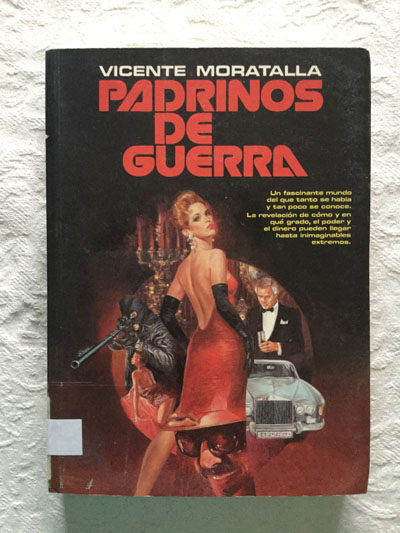 VICENTE MORATALLA
PADRINOS
DE
GUERRA
Un fascinante mundo
del que tanto se habla
y tan poco se conoce.
La revelación de cómo y en
qué grado, el poder y
el dinero pueden llegar
hasta inimaginables
extremos.